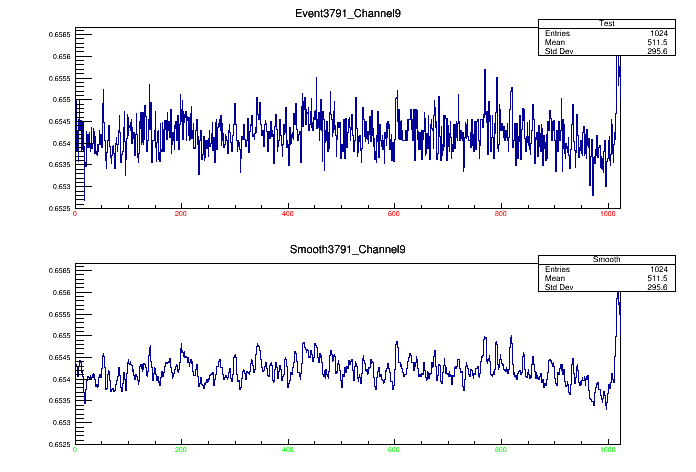 Event3791_Channel9
Test
Entries 1024
Mean 511.5
Std Dev 295.6
0.6565
0.656
0.6555
0.655
0.6545
0.654
0.6535
0.653
0.6525
0 200 400 600 800 1000
Smooth3791_Channel9
Smooth
Entries 1024
Mean 511.5
Std Dev 295.6
0.6565
0.656
0.6555
0.655
0.6545
0.654
0.6535
0.653
0.6525
0 200 400 600 800 1000